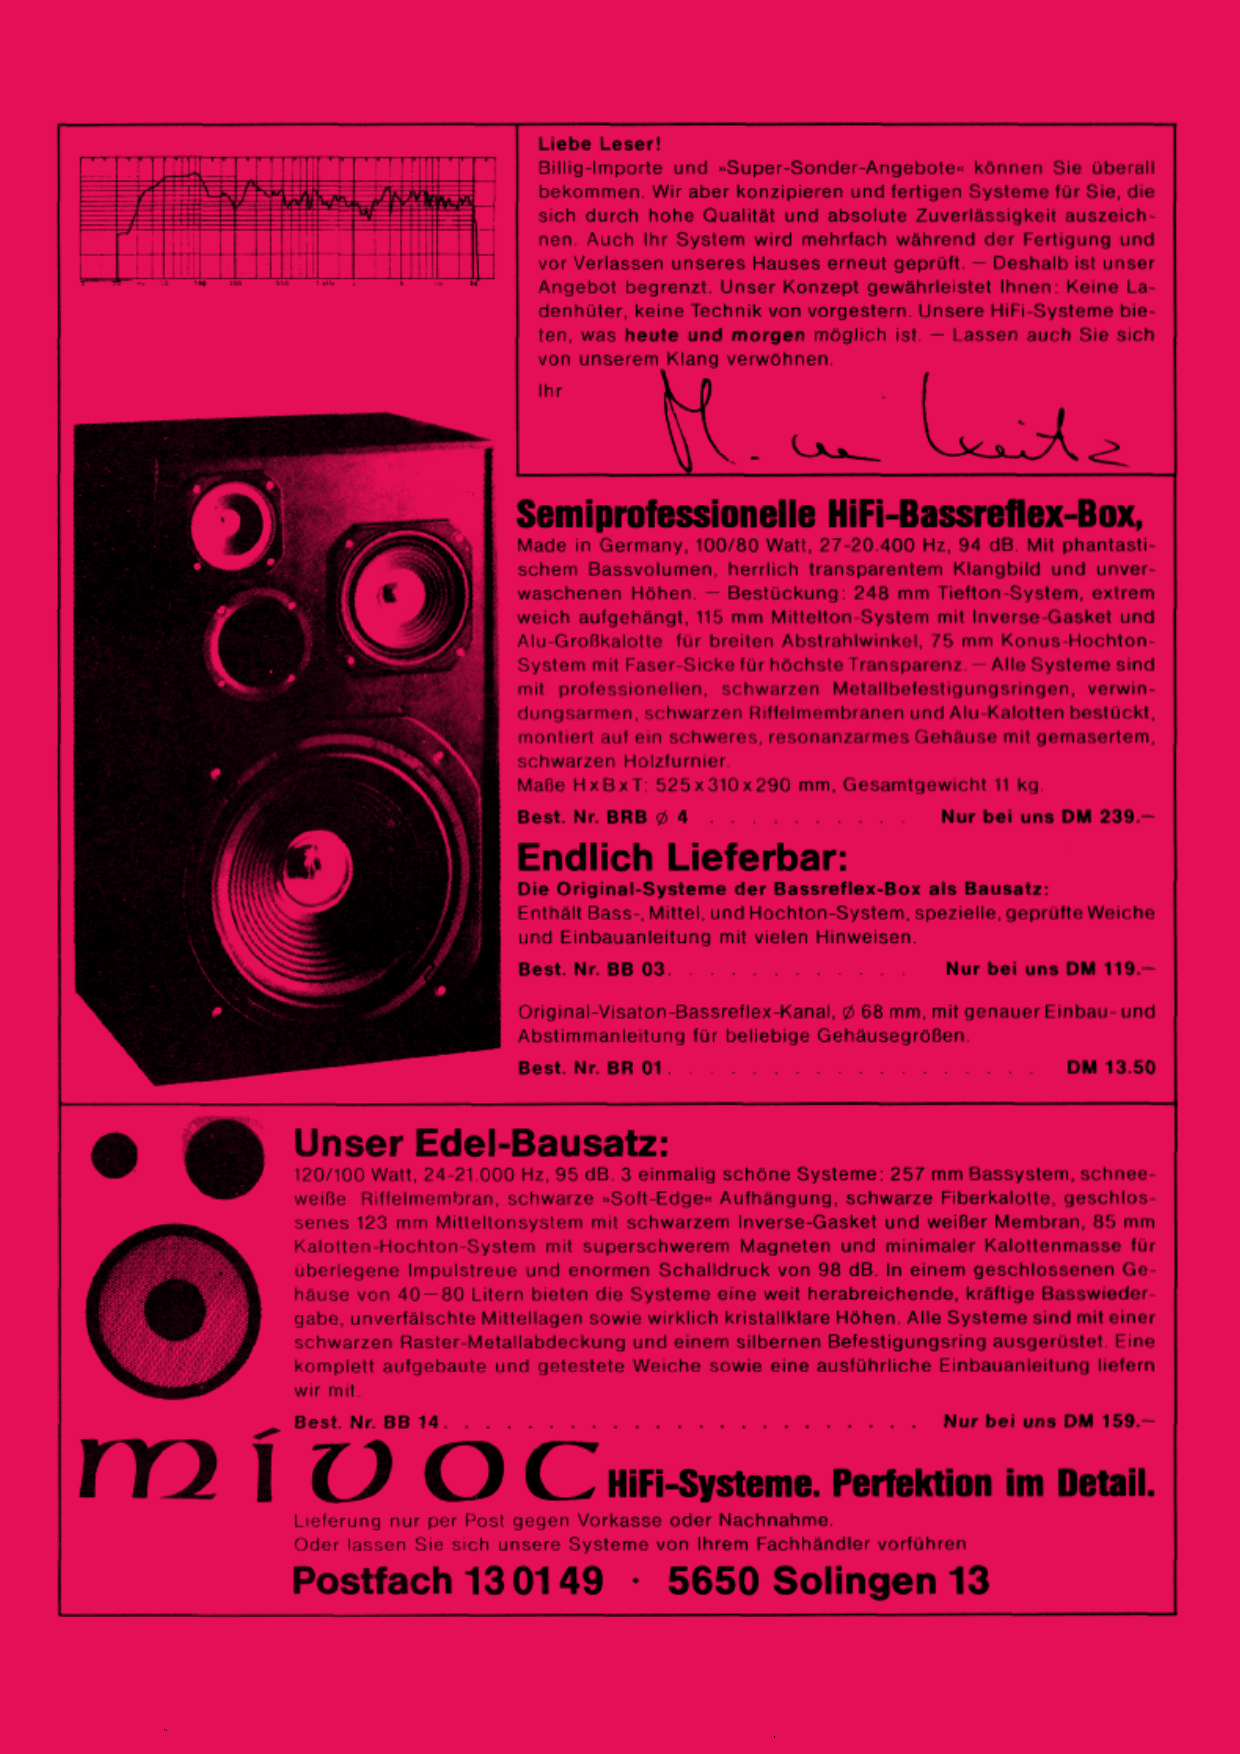 Liebe Leser!
Billig-Importe und »Super-Sonder-Angebote« können Sie überall
bekommen. Wir aber konzipieren und fertigen Systeme für Sie, die
sich durch hohe Qualität und absolute Zuverlässigkeit auszeich-
nen. Auch Ihr System wird mehrfach während der Fertigung und
vor Verlassen unseres Hauses erneut geprüft. — Deshalb ist unser
Angebot begrenzt. Unser Konzept gewährleistet Ihnen: Keine La-
denhüter, keine Technik von vorgestern. Unsere HiFi-Systeme bie-
ten, was heute und morgen möglich ist. — Lassen auch Sie sich
von unserem Klang verwöhnen.
Ihr
Semiprofessionelle HiFi-Bassreflex-Box,
Made in Germany, 100/80 Watt, 27-20.400 Hz, 94 dB. Mit phantasti-
schem Bassvolumen, herrlich transparentem Klangbild und unver-
waschenen Höhen. — Bestückung: 248 mm Tiefton-System, extrem
weich aufgehängt, 115 mm Mittelton-System mit Inverse-Gasket und
Alu-Großkalotte für breiten Abstrahlwinkel, 75 mm Konus-Hochton-
System mit Faser-Sicke für höchste Transparenz. — Alle Systeme sind
mit professionellen, schwarzen Metallbefestigungsringen, verwin-
dungsarmen, schwarzen Riffelmembranen und Alu-Kalotten bestückt,
montiert auf ein schweres, resonanzarmes Gehäuse mit gemasertem,
schwarzen Holzfurnier.
Maße HxBxT: 525x310x290 mm, Gesamtgewicht 11 kg.
Best. Nr. BRB ∅ 4 . . . . . . . . . . Nur bei uns DM 239.—
Endlich Lieferbar:
Die Original-Systeme der Bassreflex-Box als Bausatz:
Enthält Bass-, Mittel, und Hochton-System, spezielle, geprüfte Weiche
und Einbauanleitung mit vielen Hinweisen.
Best. Nr. BB 03. . . . . . . . . . . . Nur bei uns DM 119.—
Original-Visaton-Bassreflex-Kanal, ∅ 68 mm, mit genauer Einbau- und
Abstimmanleitung für beliebige Gehäusegrößen.
Best. Nr. BR 01. . . . . . . . . . . . . . . . . . DM 13.50
Unser Edel-Bausatz:
120/100 Watt, 24-21.000 Hz, 95 dB. 3 einmalig schöne Systeme: 257 mm Bassystem, schnee-
weiße Riffelmembran, schwarze »Soft-Edge« Aufhängung, schwarze Fiberkalotte, geschlos-
senes 123 mm Mitteltonsystem mit schwarzem Inverse-Gasket und weißer Membran, 85 mm
Kalotten-Hochton-System mit superschwerem Magneten und minimaler Kalottenmasse für
überlegene Impulstreue und enormen Schalldruck von 98 dB. In einem geschlossenen Ge-
häuse von 40—80 Litern bieten die Systeme eine weit herabreichende, kräftige Basswieder-
gabe, unverfälschte Mittellagen sowie wirklich kristallklare Höhen. Alle Systeme sind mit einer
schwarzen Raster-Metallabdeckung und einem silbernen Befestigungsring ausgerüstet. Eine
komplett aufgebaute und getestete Weiche sowie eine ausführliche Einbauanleitung liefern
wir mit.
Best. Nr. BB 14. . . . . . . . . . . . . . . . . . . . . . . Nur bei uns DM 159.—
mivoc HiFi-Systeme. Perfektion im Detail.
Lieferung nur per Post gegen Vorkasse oder Nachnahme.
Oder lassen Sie sich unsere Systeme von Ihrem Fachhändler vorführen
Postfach 13 01 49 · 5650 Solingen 13